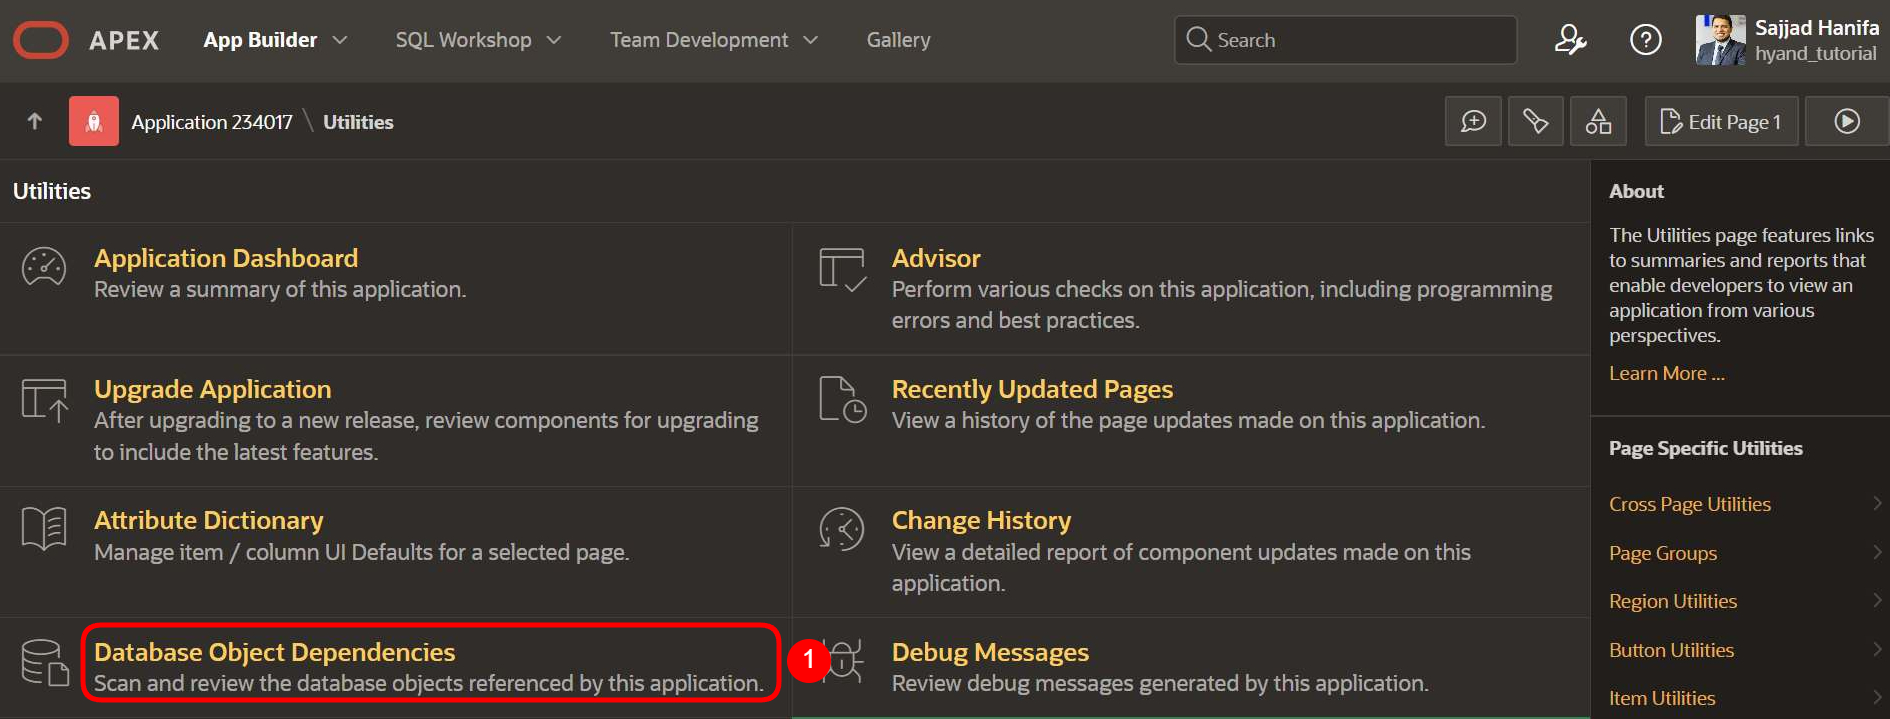 APEX
App Builder
SQL Workshop
Team Development
Gallery
Search
Sajjad Hanifa
hyand_tutorial
Application 234017 \ Utilities
Edit Page 1
Utilities
Application Dashboard
Review a summary of this application.
Advisor
Perform various checks on this application, including programming
errors and best practices.
Upgrade Application
After upgrading to a new release, review components for upgrading
to include the latest features.
Recently Updated Pages
View a history of the page updates made on this application.
Attribute Dictionary
Manage item / column UI Defaults for a selected page.
Change History
View a detailed report of component updates made on this
application.
Database Object Dependencies
Scan and review the database objects referenced by this application.
1
Debug Messages
Review debug messages generated by this application.
About
The Utilities page features links
to summaries and reports that
enable developers to view an
application from various
perspectives.
Learn More ...
Page Specific Utilities
Cross Page Utilities
Page Groups
Region Utilities
Button Utilities
Item Utilities